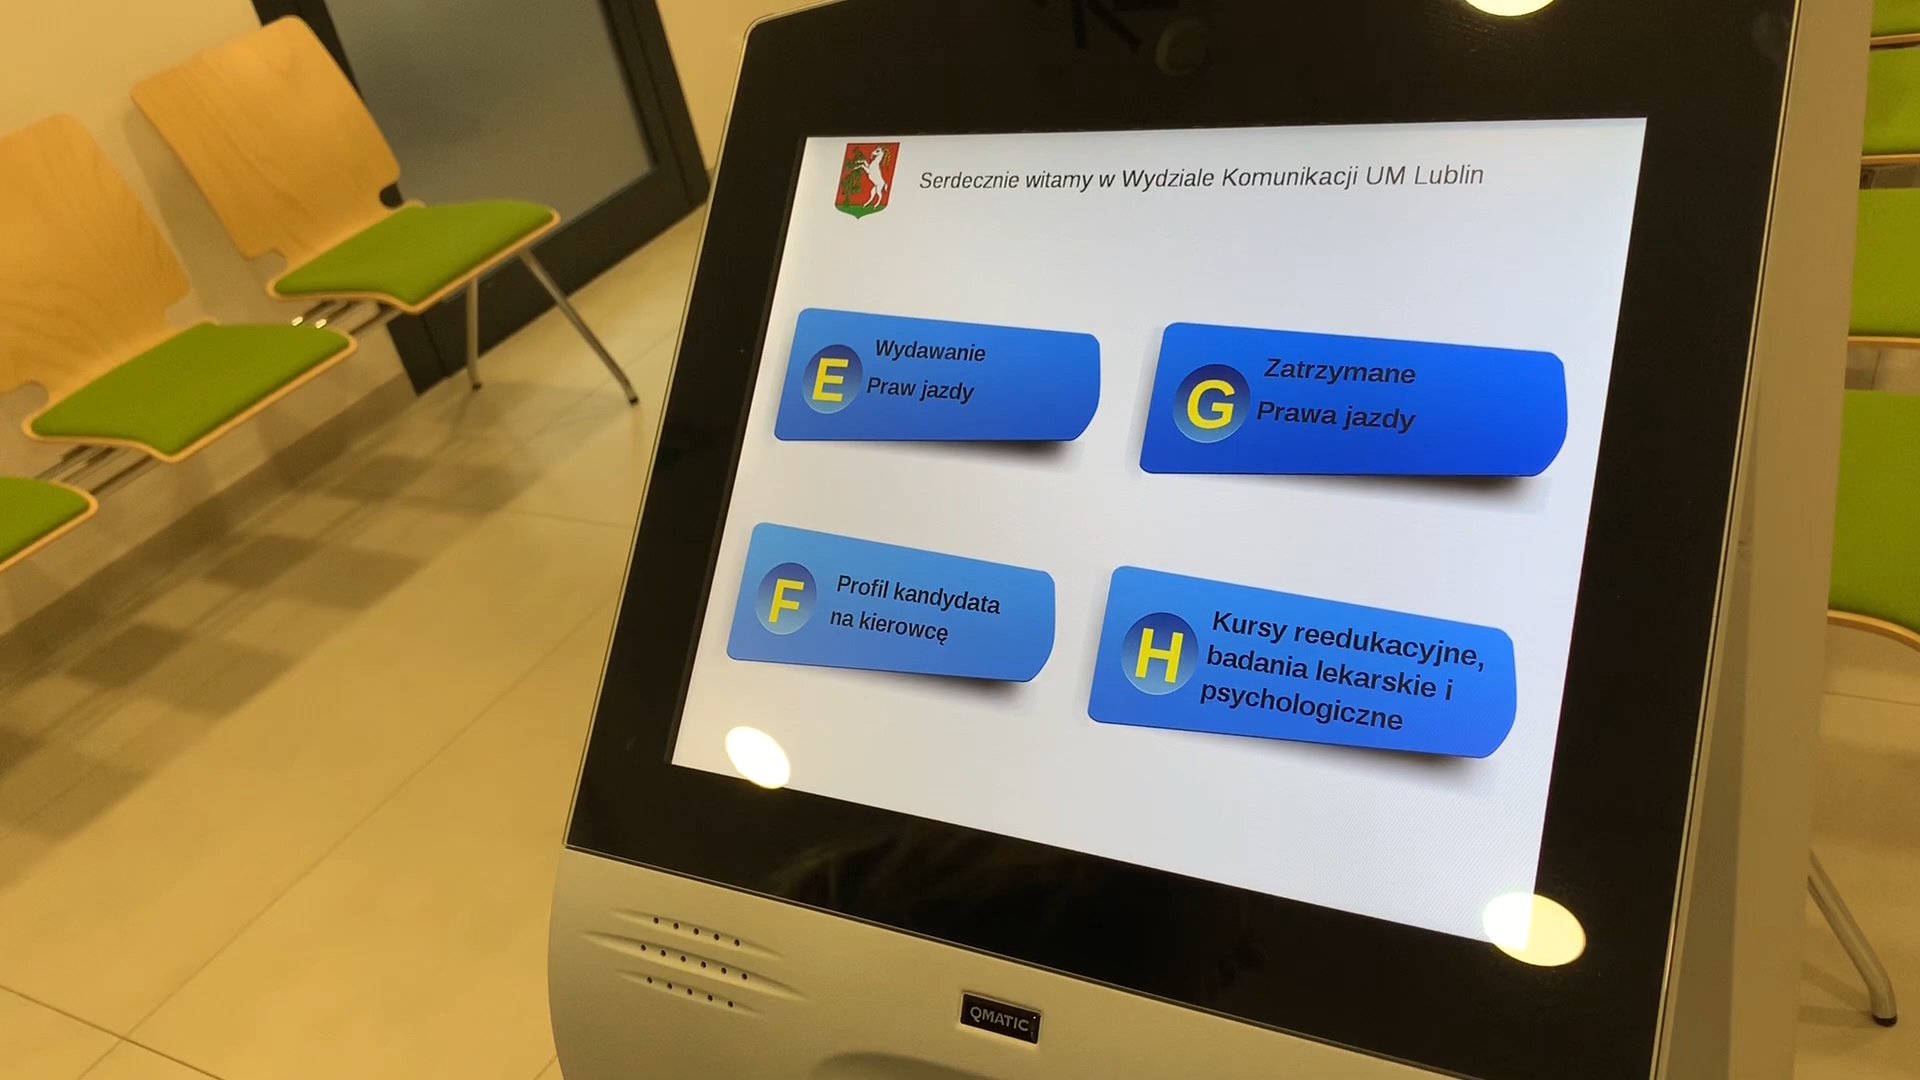 Serdecznie witamy w Wydziale Komunikacji UM Lublin
E
Wydawanie
Praw jazdy
G
Zatrzymane
Prawa jazdy
F
Profil kandydata
na kierowcę
H
Kursy reedukacyjne,
badania lekarskie i
psychologiczne
QMATIC